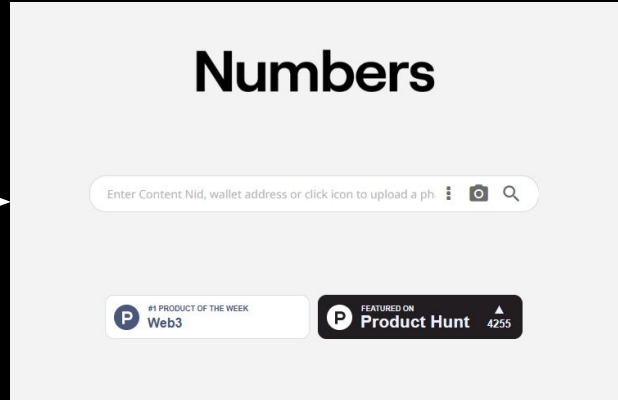 Numbers
Enter Content Nid, wallet address or click icon to upload a ph
#1 PRODUCT OF THE WEEK
Web3
FEATURED ON
Product Hunt
4255